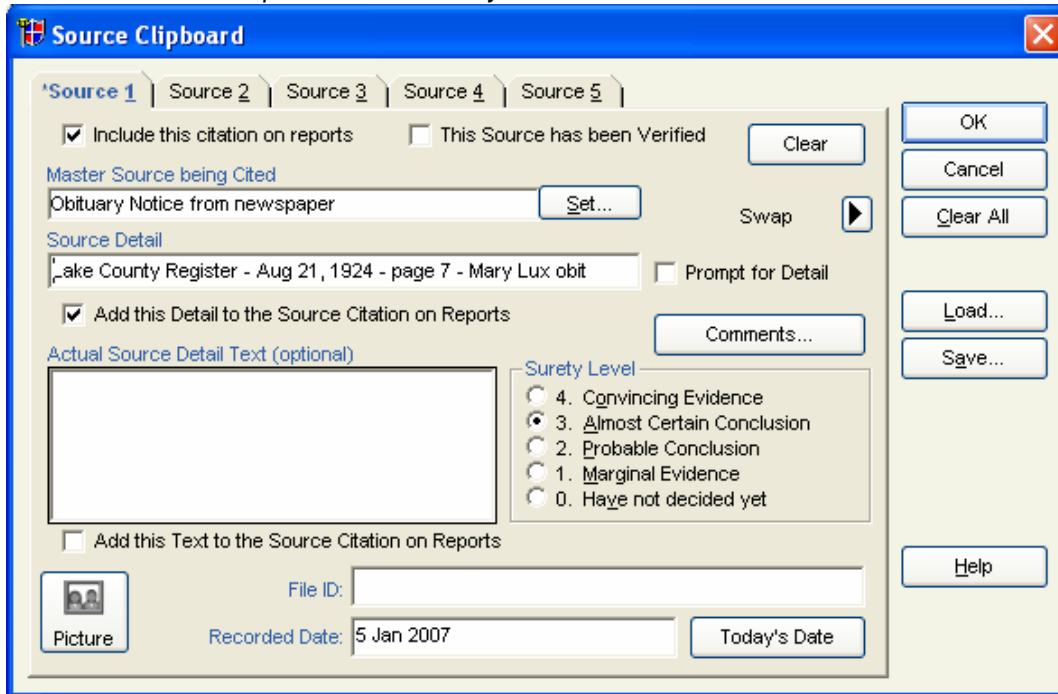 Source Clipboard
*Source 1 Source 2 Source 3 Source 4 Source 5
Include this citation on reports
This Source has been Verified
Clear
OK
Cancel
Clear All
Master Source being Cited
Obituary Notice from newspaper
Set...
Swap
Source Detail
Lake County Register - Aug 21, 1924 - page 7 - Mary Lux obit
Prompt for Detail
Add this Detail to the Source Citation on Reports
Comments...
Load...
Save...
Actual Source Detail Text (optional)
Surety Level
4. Convincing Evidence
3. Almost Certain Conclusion
2. Probable Conclusion
1. Marginal Evidence
0. Have not decided yet
Add this Text to the Source Citation on Reports
Help
Picture
File ID:
Recorded Date: 5 Jan 2007
Today's Date